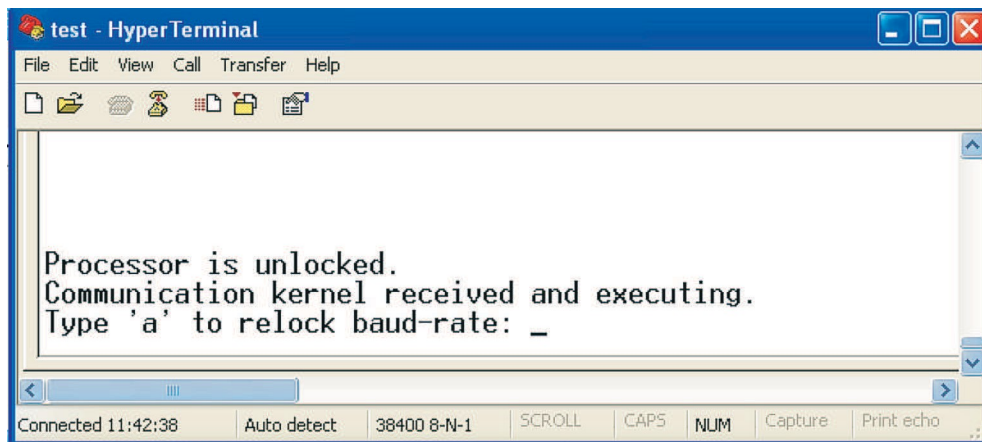 test - HyperTerminal
File Edit View Call Transfer Help
Processor is unlocked.
Communication kernel received and executing.
Type 'a' to relock baud-rate: _
Connected 11:42:38 Auto detect 38400 8-N-1 SCROLL CAPS NUM Capture Print echo